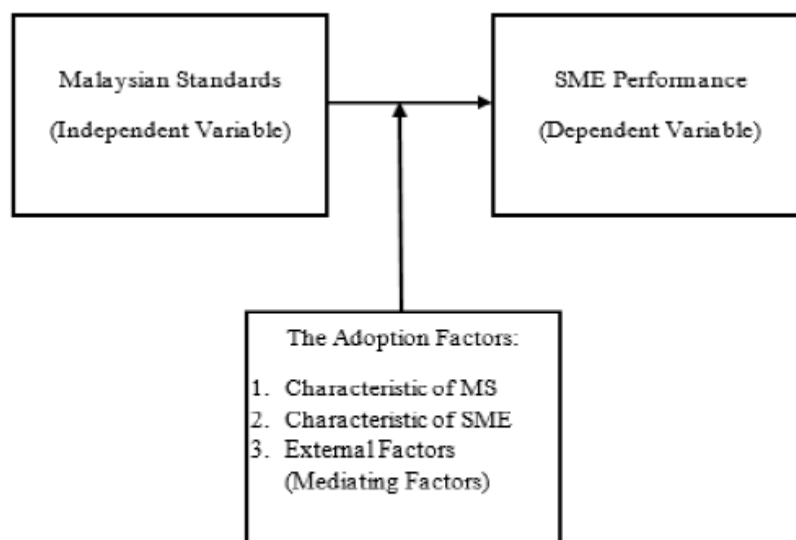 Malaysian Standards
(Independent Variable)
SME Performance
(Dependent Variable)
The Adoption Factors:
1. Characteristic of MS
2. Characteristic of SME
3. External Factors
(Mediating Factors)